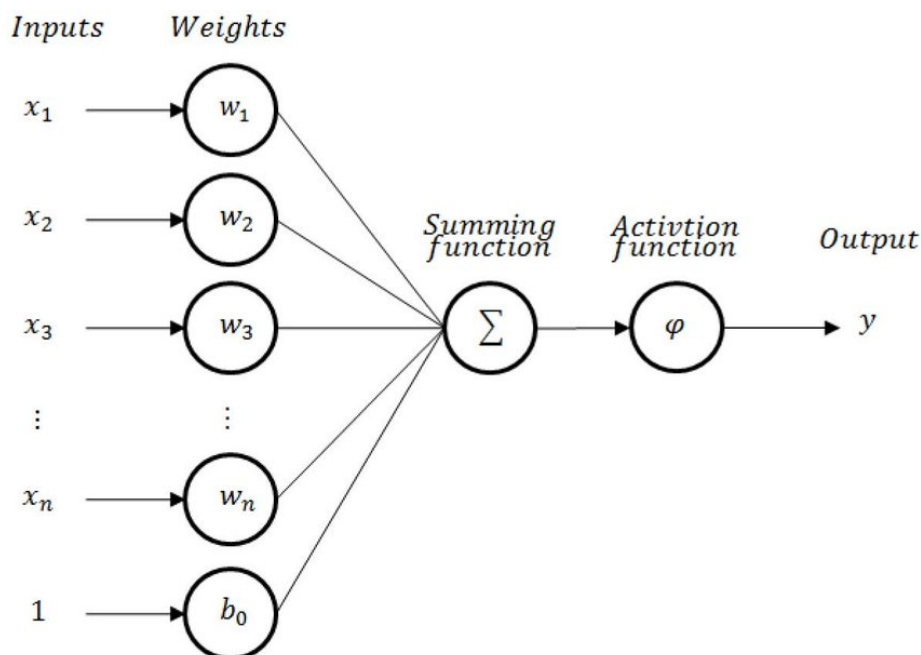 Inputs Weights
x₁ w₁
x₂ w₂
Summing function
Activtion function
Output
x₃ w₃ ∑ φ y
⋮ ⋮
xₙ wₙ
1 b₀